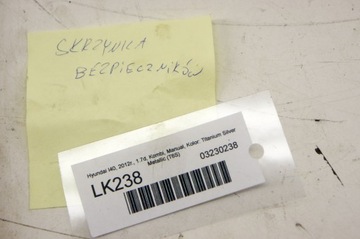 SKRZYNKA
BEZPIECZNIKÓW
Hyundai I40, 2012r., 1.7d, Kombi, Manual, Kolor: Titanium Silver
Metallic (T6S)
LK238
03230238